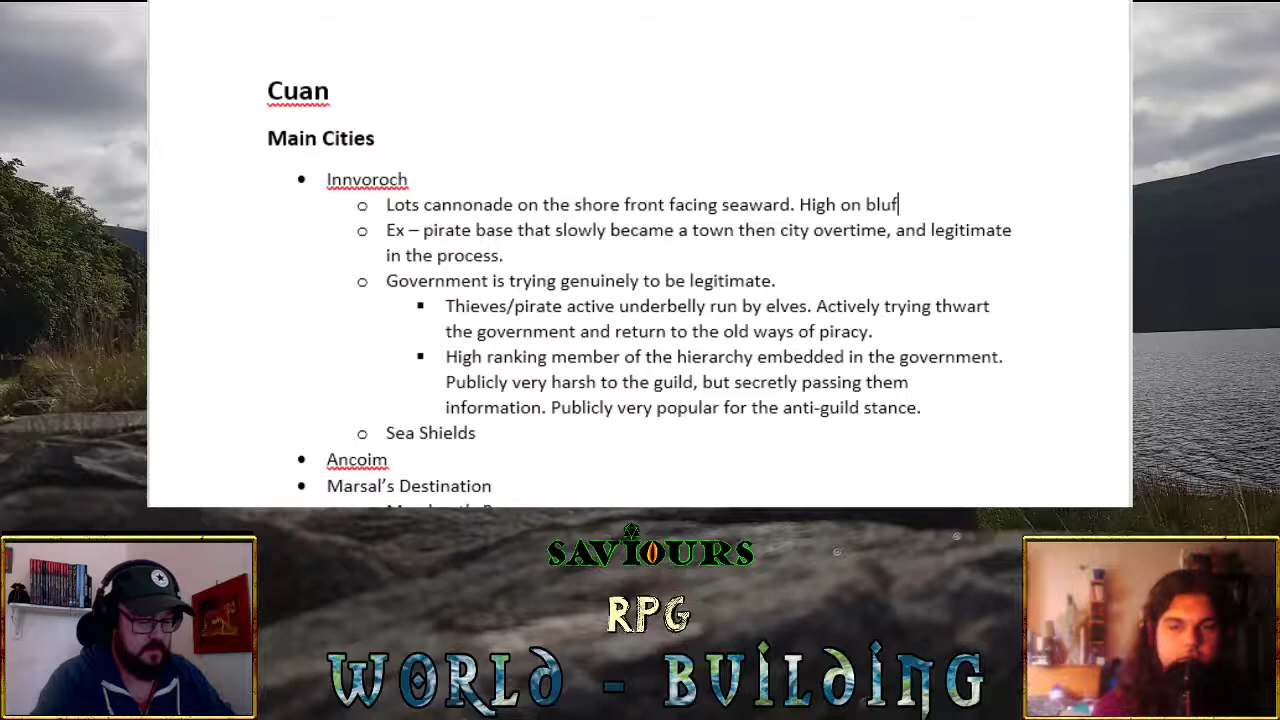 Cuan
Main Cities
• Innvoroch
o Lots cannonade on the shore front facing seaward. High on bluf
o Ex – pirate base that slowly became a town then city overtime, and legitimate
in the process.
o Government is trying genuinely to be legitimate.
▪ Thieves/pirate active underbelly run by elves. Actively trying thwart
the government and return to the old ways of piracy.
▪ High ranking member of the hierarchy embedded in the government.
Publicly very harsh to the guild, but secretly passing them
information. Publicly very popular for the anti-guild stance.
o Sea Shields
• Ancoim
• Marsal’s Destination
SAVIOURS
RPG
WORLD - BUILDING